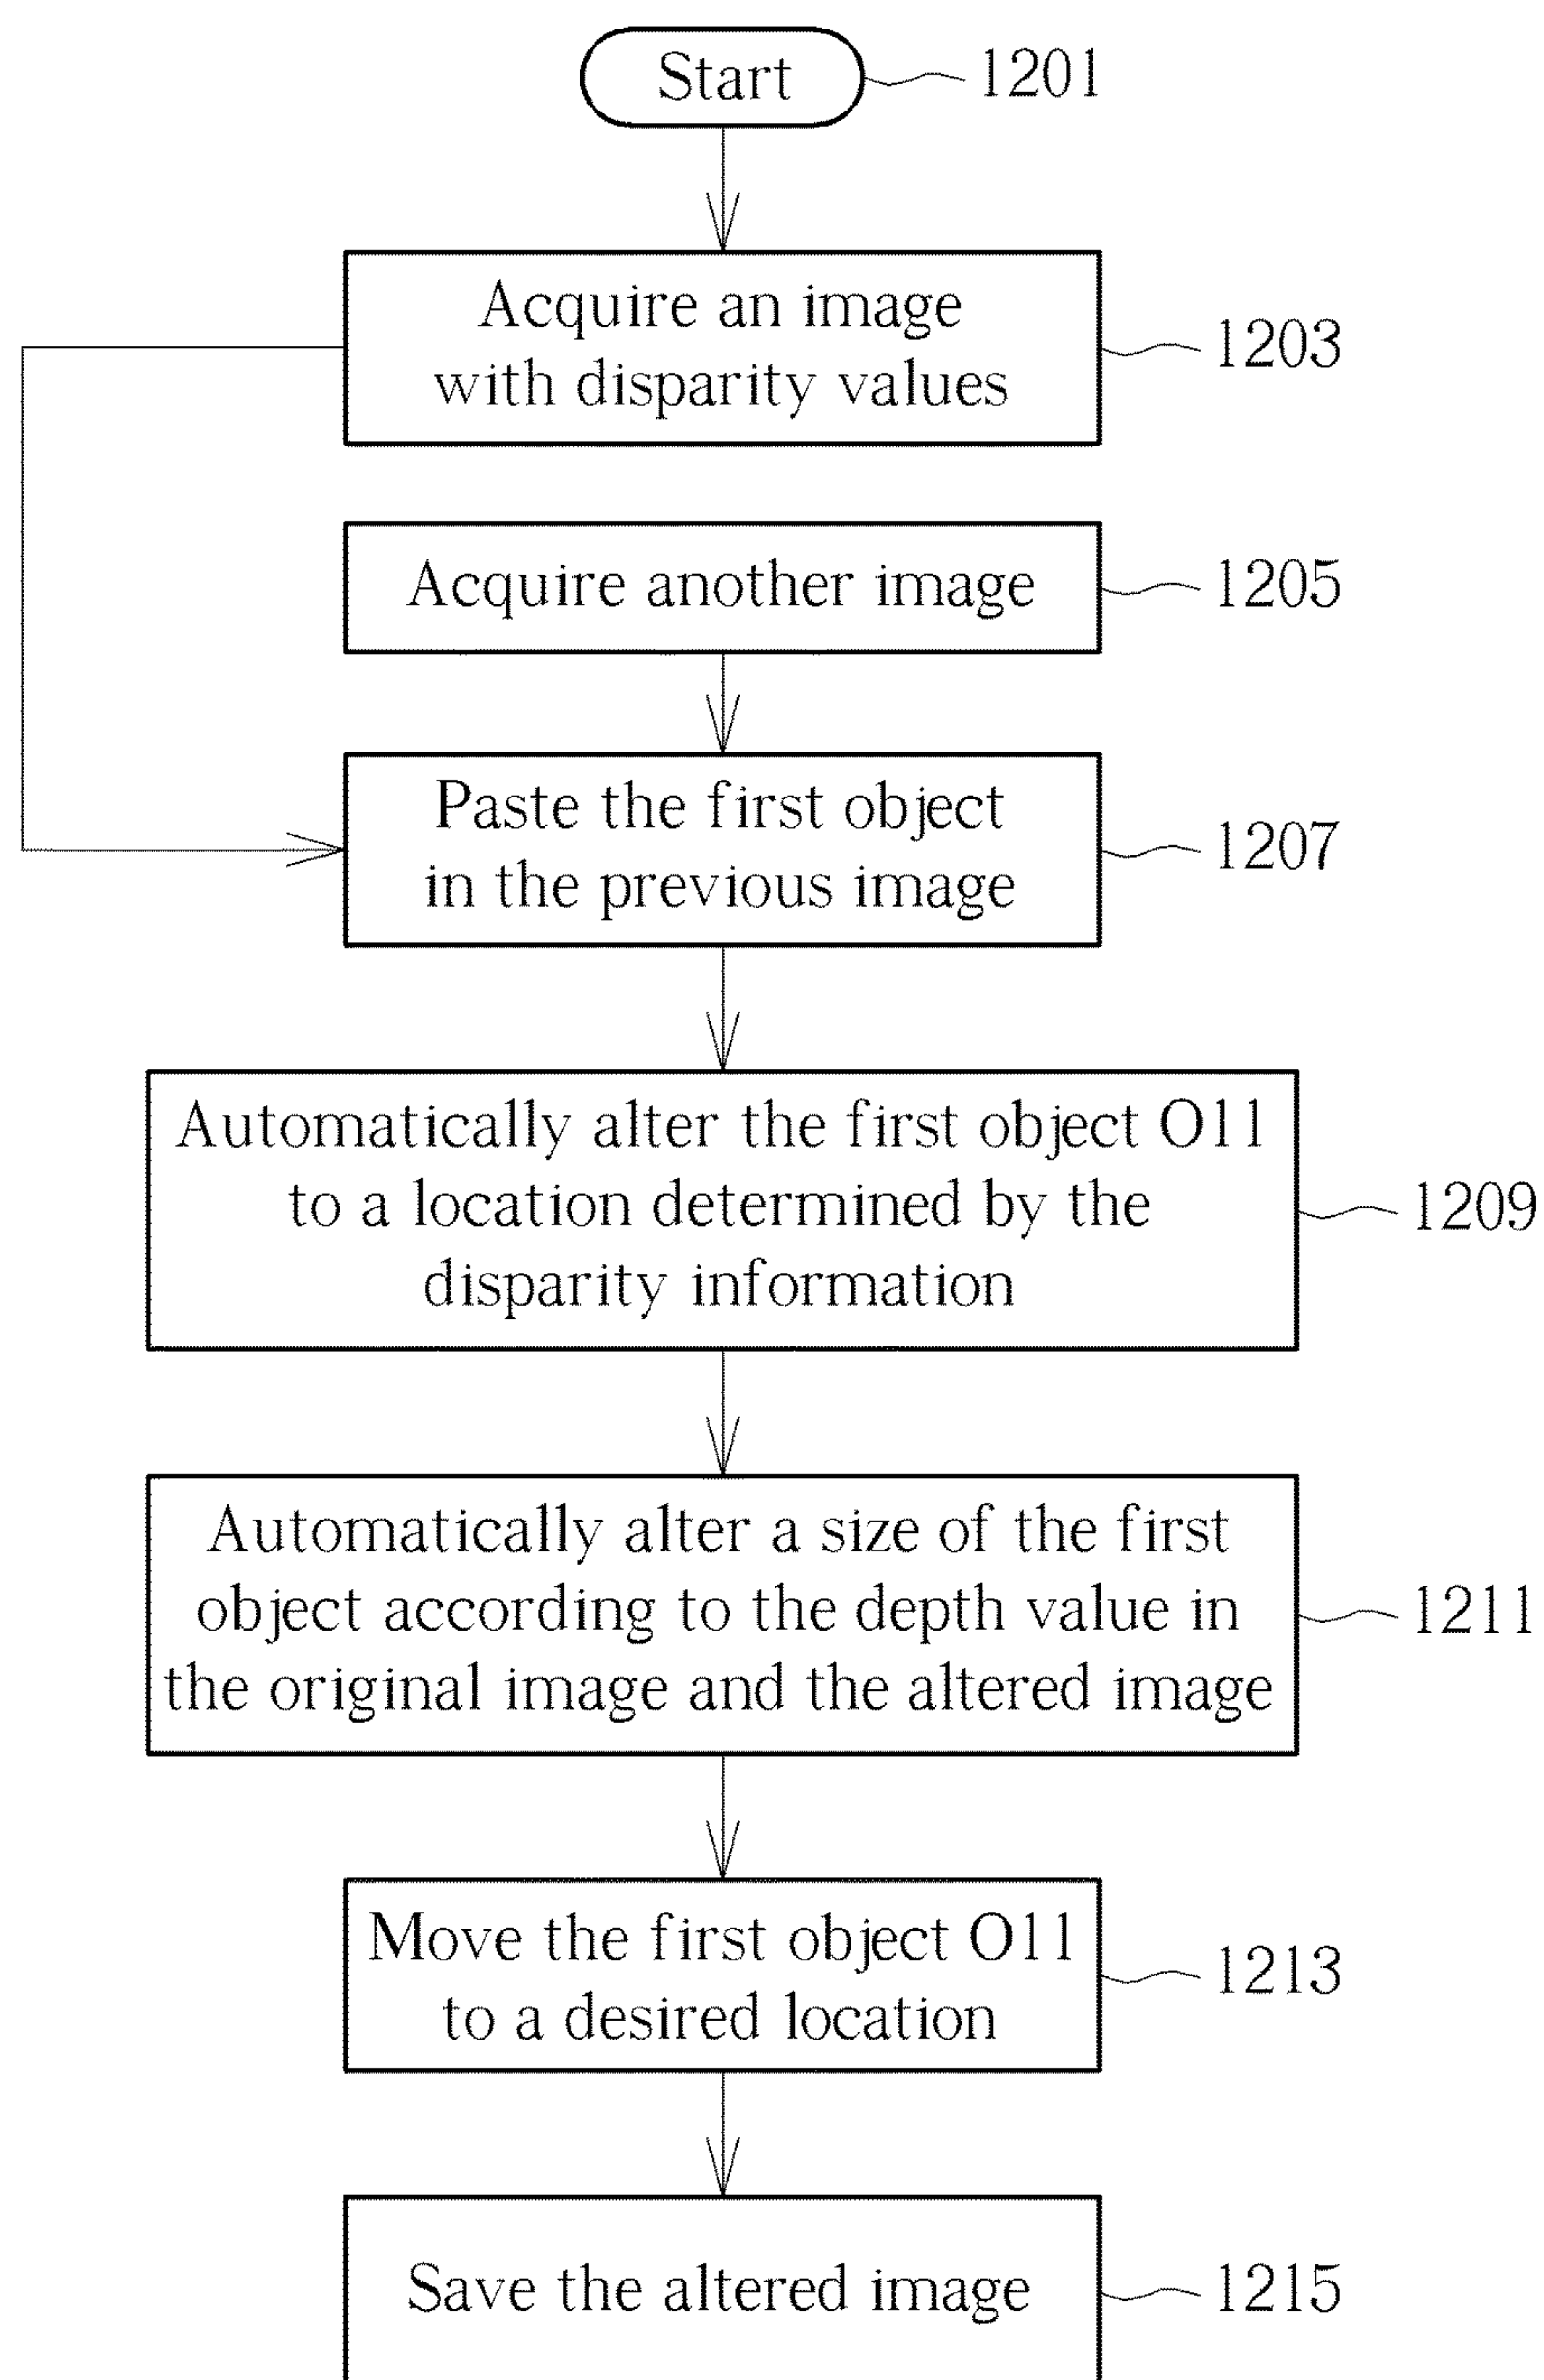 Start
1201
Acquire an image
with disparity values
1203
Acquire another image
1205
Paste the first object
in the previous image
1207
Automatically alter the first object O11
to a location determined by the
disparity information
1209
Automatically alter a size of the first
object according to the depth value in
the original image and the altered image
1211
Move the first object O11
to a desired location
1213
Save the altered image
1215